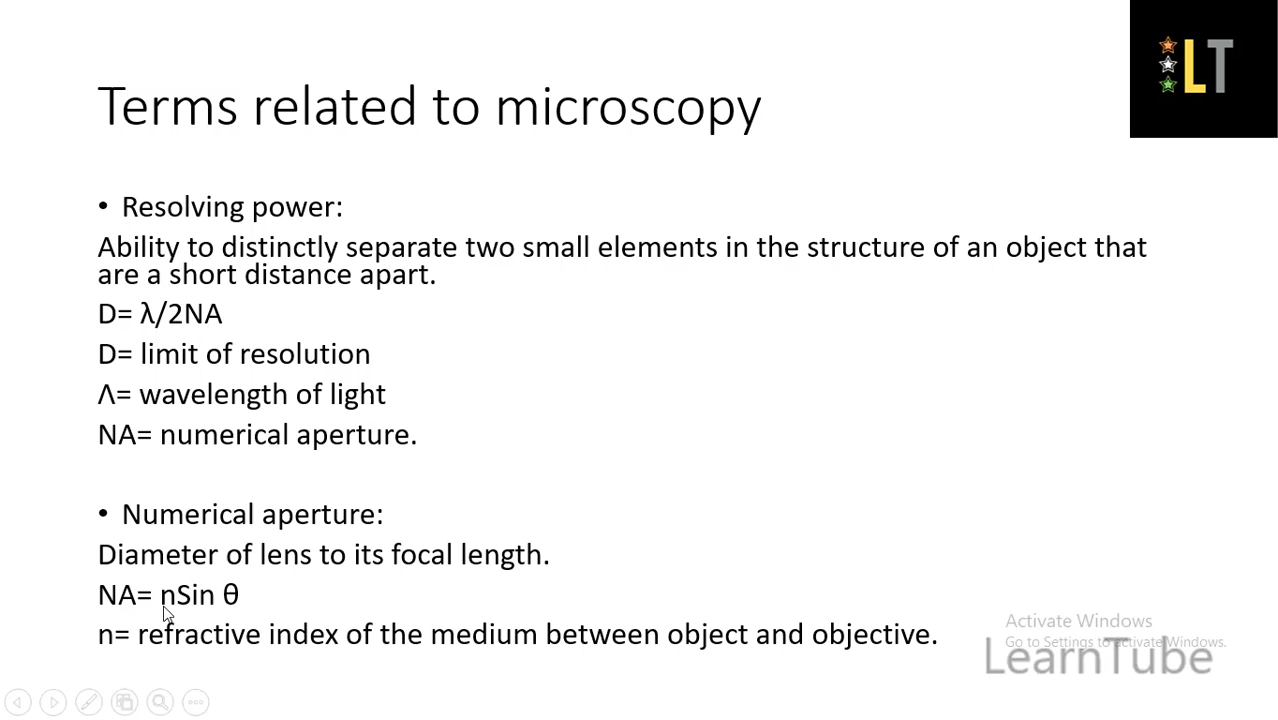 LT
Terms related to microscopy
• Resolving power:
Ability to distinctly separate two small elements in the structure of an object that
are a short distance apart.
D= λ/2NA
D= limit of resolution
Λ= wavelength of light
NA= numerical aperture.
• Numerical aperture:
Diameter of lens to its focal length.
NA= nSin θ
n= refractive index of the medium between object and objective.
Activate Windows
Go to Settings to activate Windows.
LearnTube